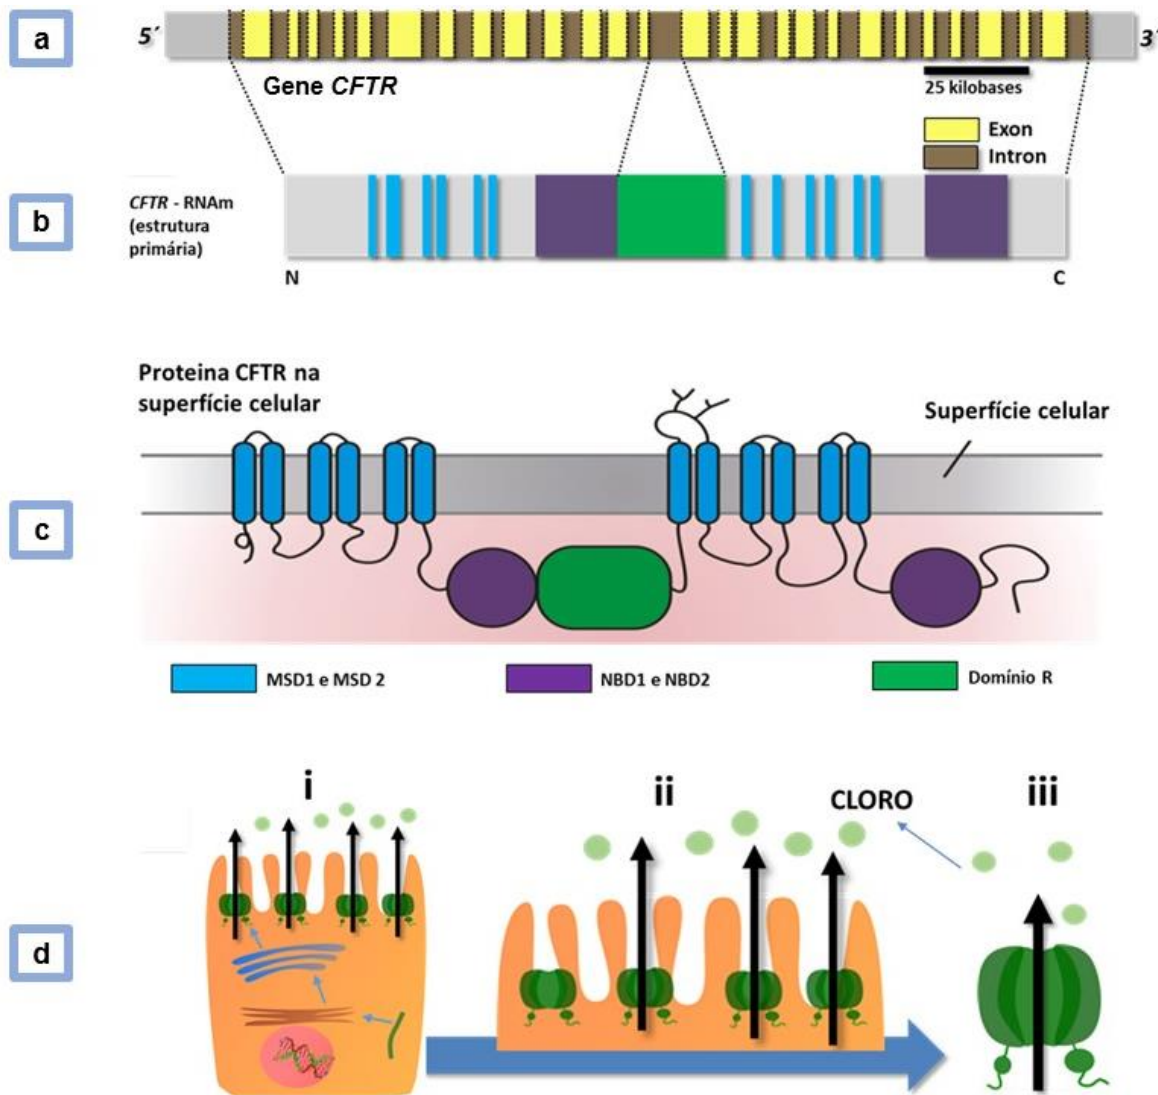 a
5´
3´
Gene CFTR
25 kilobases
Exon
Intron
b
CFTR - RNAm
(estrutura
primária)
N
C
Proteina CFTR na
superfície celular
Superfície celular
c
MSD1 e MSD 2
NBD1 e NBD2
Domínio R
i
ii
CLORO
iii
d